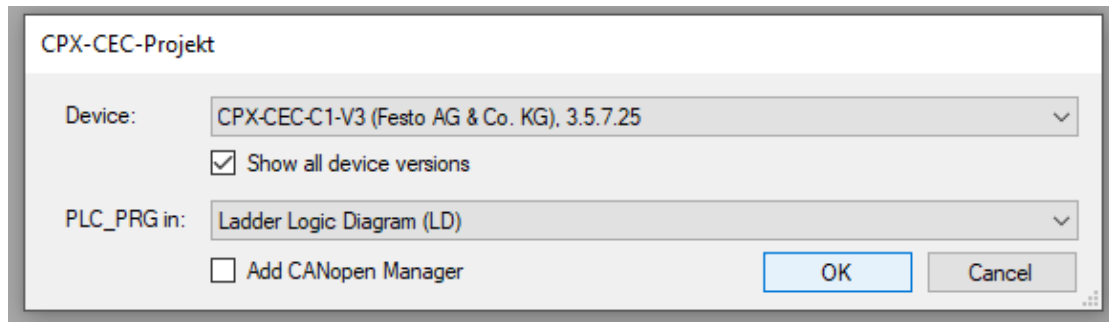 CPX-CEC-Projekt
Device: CPX-CEC-C1-V3 (Festo AG & Co. KG), 3.5.7.25
Show all device versions
PLC_PRG in: Ladder Logic Diagram (LD)
Add CANopen Manager OK Cancel